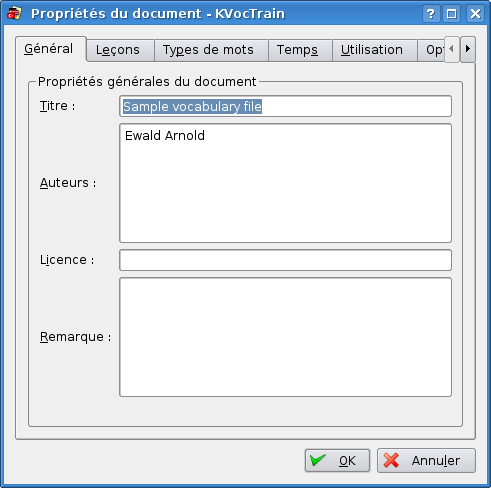 Propriétés du document - KVocTrain
Général Leçons Types de mots Temps Utilisation Opt
Propriétés générales du document
Titre : Sample vocabulary file
Auteurs : Ewald Arnold
Licence :
Remarque :
OK Annuler